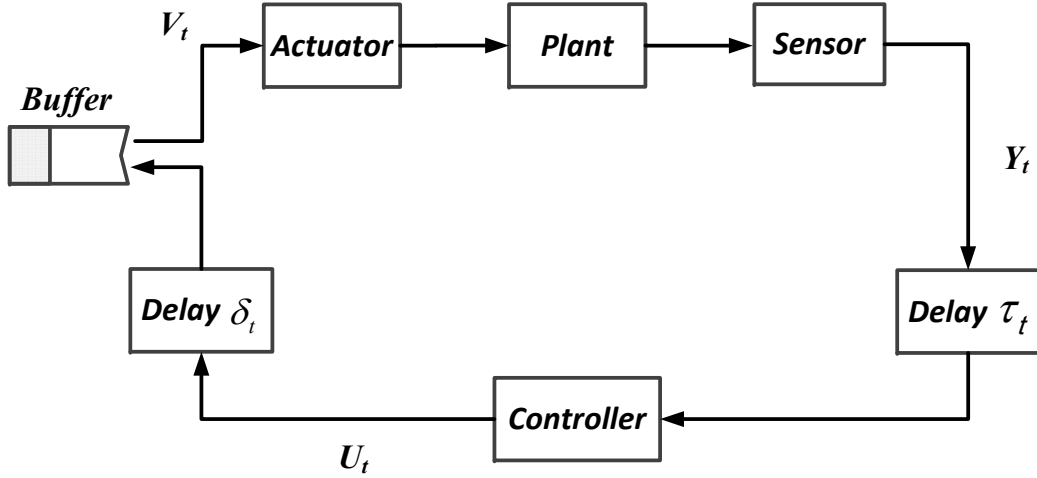 V_t
Actuator
Plant
Sensor
Buffer
Y_t
Delay δ_t
Delay τ_t
Controller
U_t